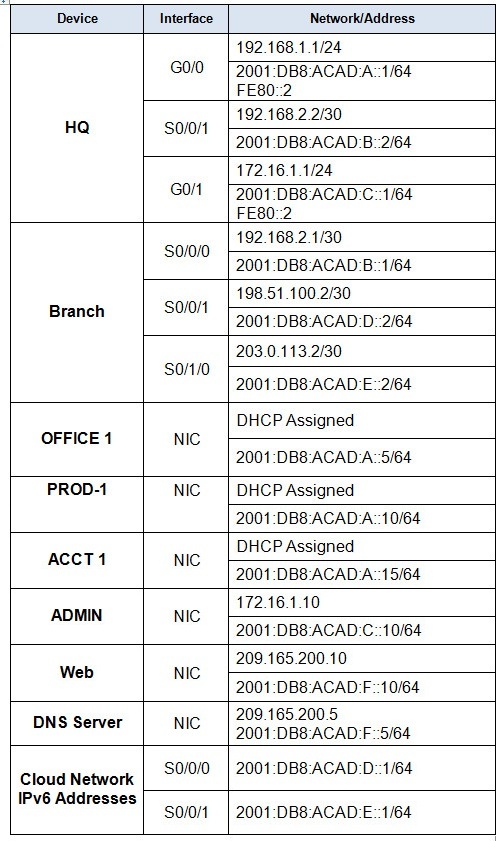 Device Interface Network/Address
HQ
G0/0
192.168.1.1/24
2001:DB8:ACAD:A::1/64
FE80::2
S0/0/1
192.168.2.2/30
2001:DB8:ACAD:B::2/64
G0/1
172.16.1.1/24
2001:DB8:ACAD:C::1/64
FE80::2
Branch
S0/0/0
192.168.2.1/30
2001:DB8:ACAD:B::1/64
S0/0/1
198.51.100.2/30
2001:DB8:ACAD:D::2/64
S0/1/0
203.0.113.2/30
2001:DB8:ACAD:E::2/64
OFFICE 1
NIC
DHCP Assigned
2001:DB8:ACAD:A:5/64
PROD-1
NIC
DHCP Assigned
2001:DB8:ACAD:A::10/64
ACCT 1
NIC
DHCP Assigned
2001:DB8:ACAD:A::15/64
ADMIN
NIC
172.16.1.10
2001:DB8:ACAD:C::10/64
Web
NIC
209.165.200.10
2001:DB8:ACAD:F::10/64
DNS Server
NIC
209.165.200.5
2001:DB8:ACAD:F::5/64
Cloud Network
IPv6 Addresses
S0/0/0
2001:DB8:ACAD:D::1/64
S0/0/1
2001:DB8:ACAD:E::1/64